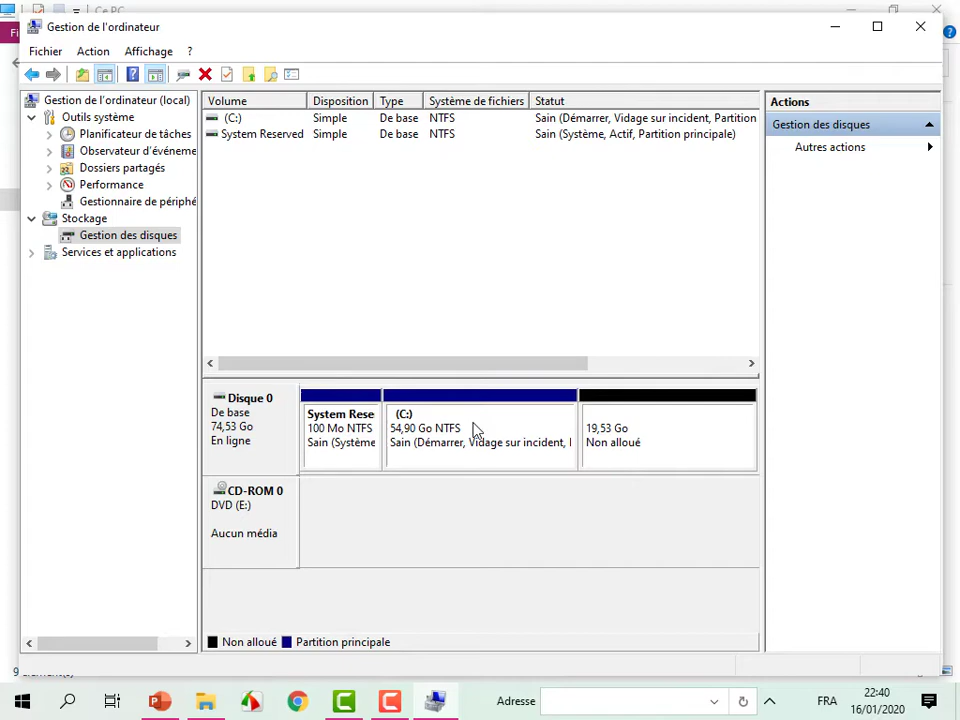 Ce PC
Gestion de l'ordinateur
Fichier Action Affichage ?
Gestion de l'ordinateur (local)
Outils système
Planificateur de tâches
Observateur d'événeme
Dossiers partagés
Performance
Gestionnaire de périphé
Stockage
Gestion des disques
Services et applications
Volume Disposition Type Système de fichiers Statut
(C:) Simple De base NTFS Sain (Démarrer, Vidage sur incident, Partition
System Reserved Simple De base NTFS Sain (Système, Actif, Partition principale)
Actions
Gestion des disques
Autres actions
Disque 0
De base
74,53 Go
En ligne
System Rese
100 Mo NTFS
Sain (Système
(C:)
54,90 Go NTFS
Sain (Démarrer, Vidage sur incident, I
19,53 Go
Non alloué
CD-ROM 0
DVD (E:)
Aucun média
Non alloué Partition principale
Adresse
FRA
22:40
16/01/2020